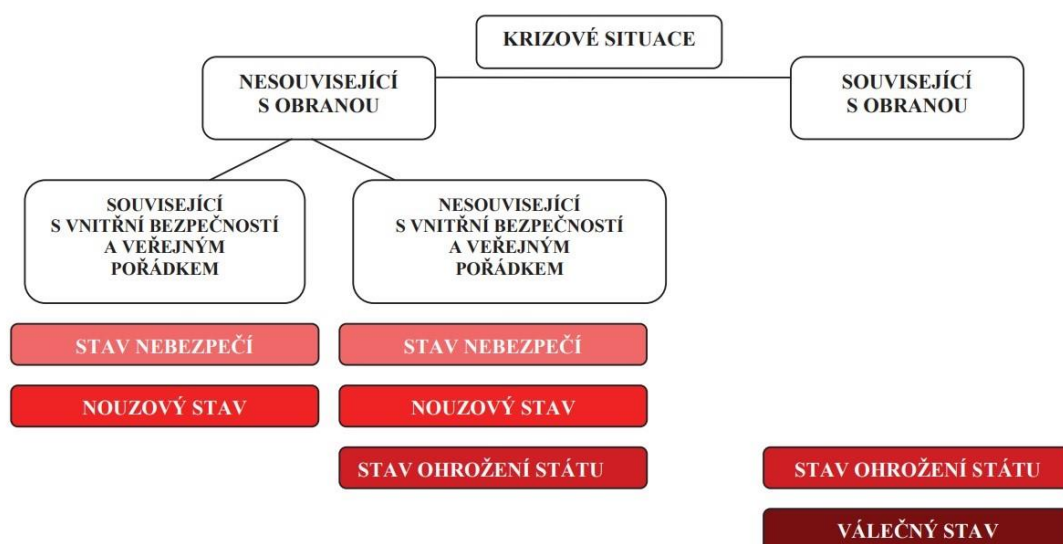 KRIZOVÉ SITUACE
NESOUVISEJÍCÍ
S OBRANOU
SOUVISEJÍCÍ
S OBRANOU
SOUVISEJÍCÍ
S VNITŘNÍ BEZPEČNOSTÍ
A VEŘEJNÝM
POŘÁDKEM
NESOUVISEJÍCÍ
S VNITŘNÍ BEZPEČNOSTÍ
A VEŘEJNÝM
POŘÁDKEM
STAV NEBEZPEČÍ
STAV NEBEZPEČÍ
NOUZOVÝ STAV
NOUZOVÝ STAV
STAV OHROŽENÍ STÁTU
STAV OHROŽENÍ STÁTU
VÁLEČNÝ STAV